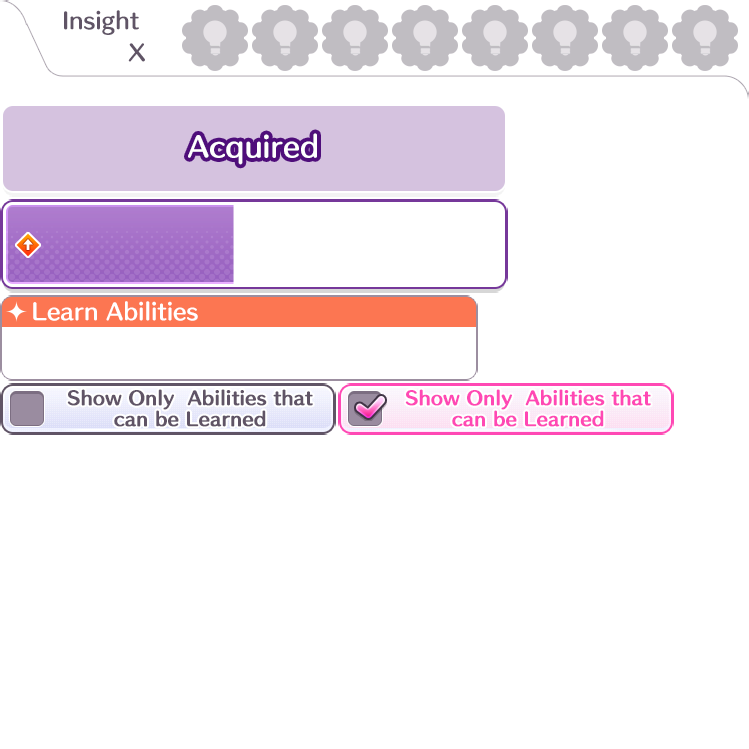 Insight
X
Acquired
Learn Abilities
Show Only Abilities that
can be Learned
Show Only Abilities that
can be Learned